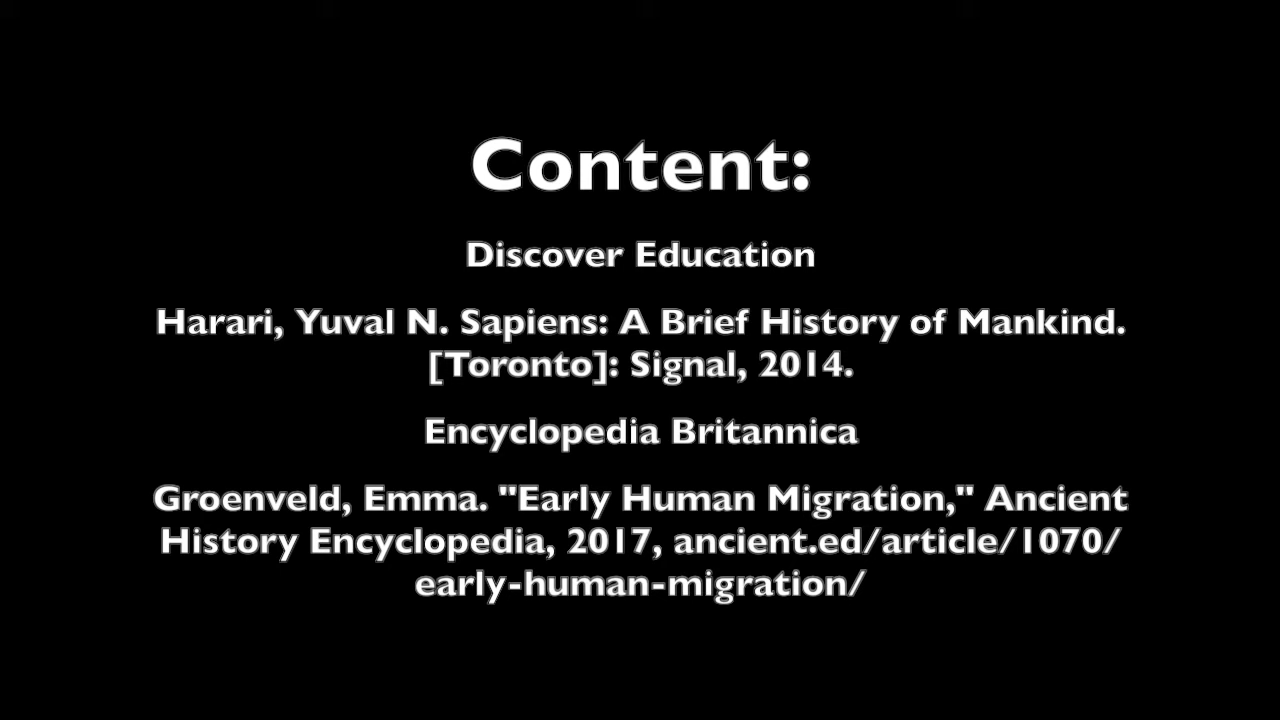 Content:
Discover Education
Harari, Yuval N. Sapiens: A Brief History of Mankind.
[Toronto]: Signal, 2014.
Encyclopedia Britannica
Groenveld, Emma. "Early Human Migration," Ancient
History Encyclopedia, 2017, ancient.ed/article/1070/
early-human-migration/